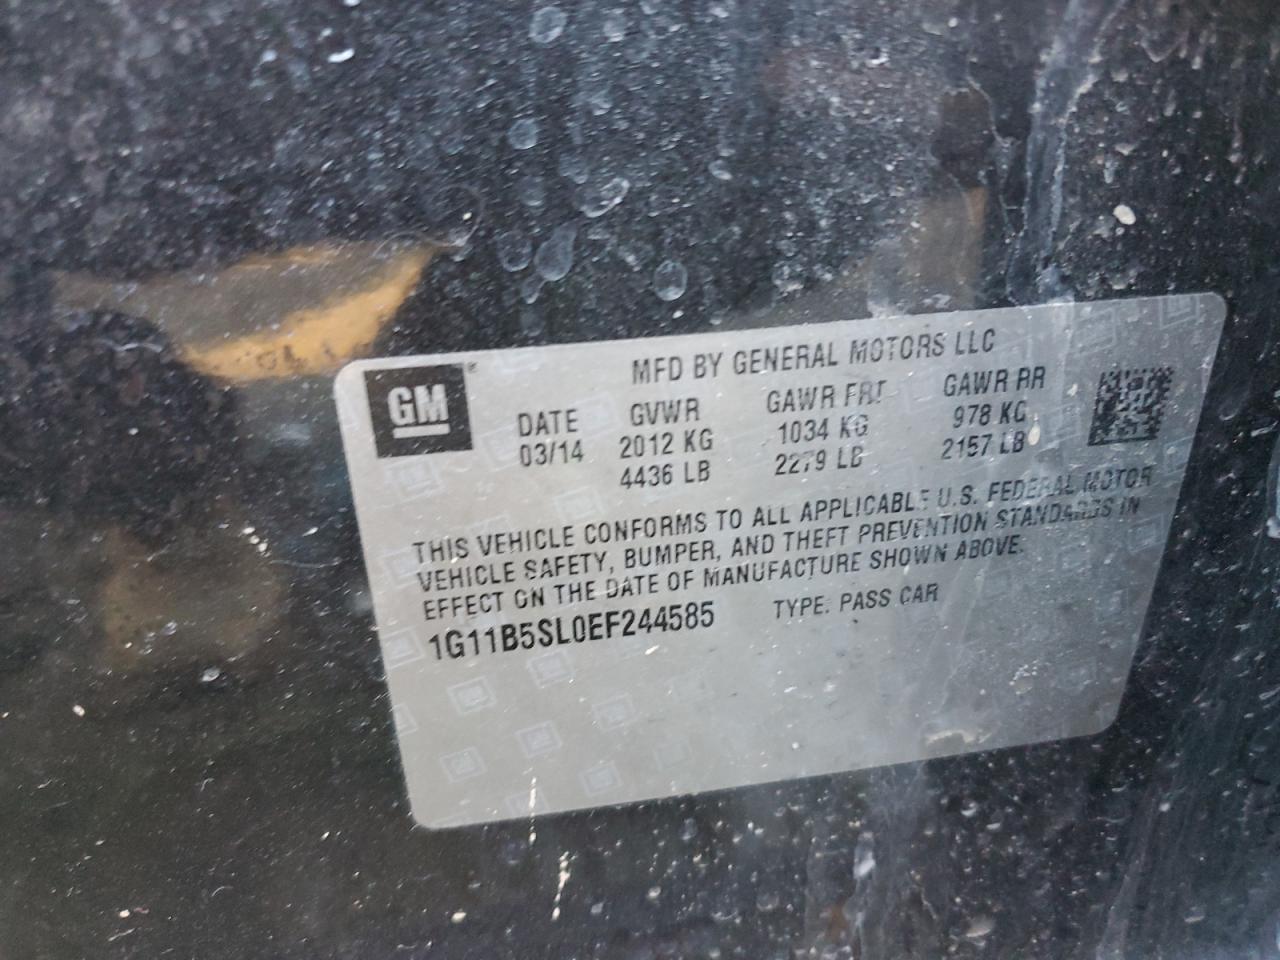 GM
MFD BY GENERAL MOTORS LLC
DATE GVWR GAWR FRT GAWR RR
03/14 2012 KG 1034 KG 978 KG
4436 LB 2279 LB 2157 LB
THIS VEHICLE CONFORMS TO ALL APPLICABLE U.S. FEDERAL MOTOR
VEHICLE SAFETY, BUMPER, AND THEFT PREVENTION STANDARDS IN
EFFECT ON THE DATE OF MANUFACTURE SHOWN ABOVE.
1G11B5SL0EF244585 TYPE: PASS CAR